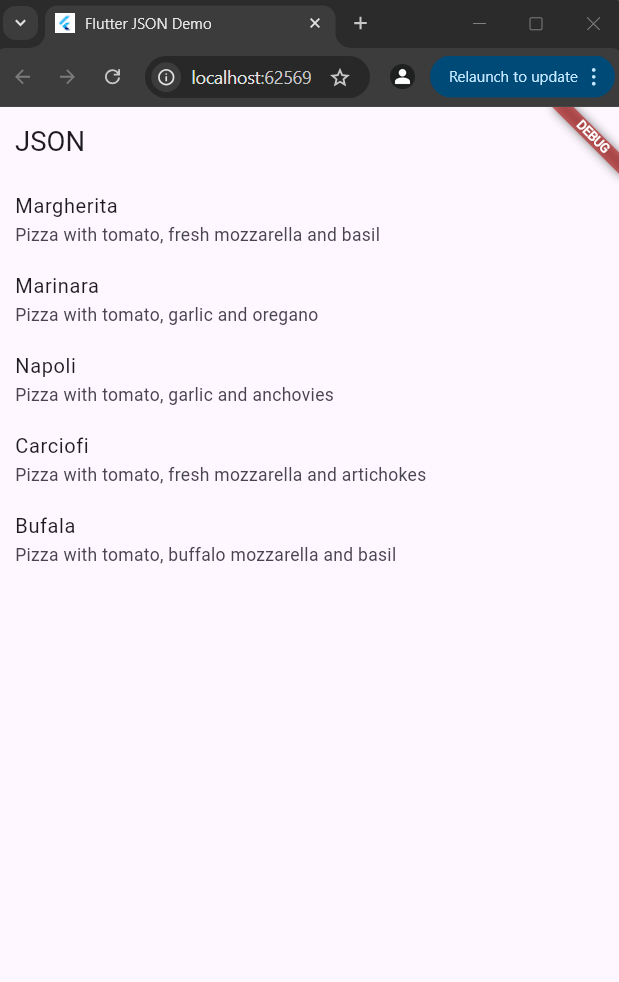 Flutter JSON Demo
localhost:62569
Relaunch to update
DEBUG
JSON
Margherita
Pizza with tomato, fresh mozzarella and basil
Marinara
Pizza with tomato, garlic and oregano
Napoli
Pizza with tomato, garlic and anchovies
Carciofi
Pizza with tomato, fresh mozzarella and artichokes
Bufala
Pizza with tomato, buffalo mozzarella and basil